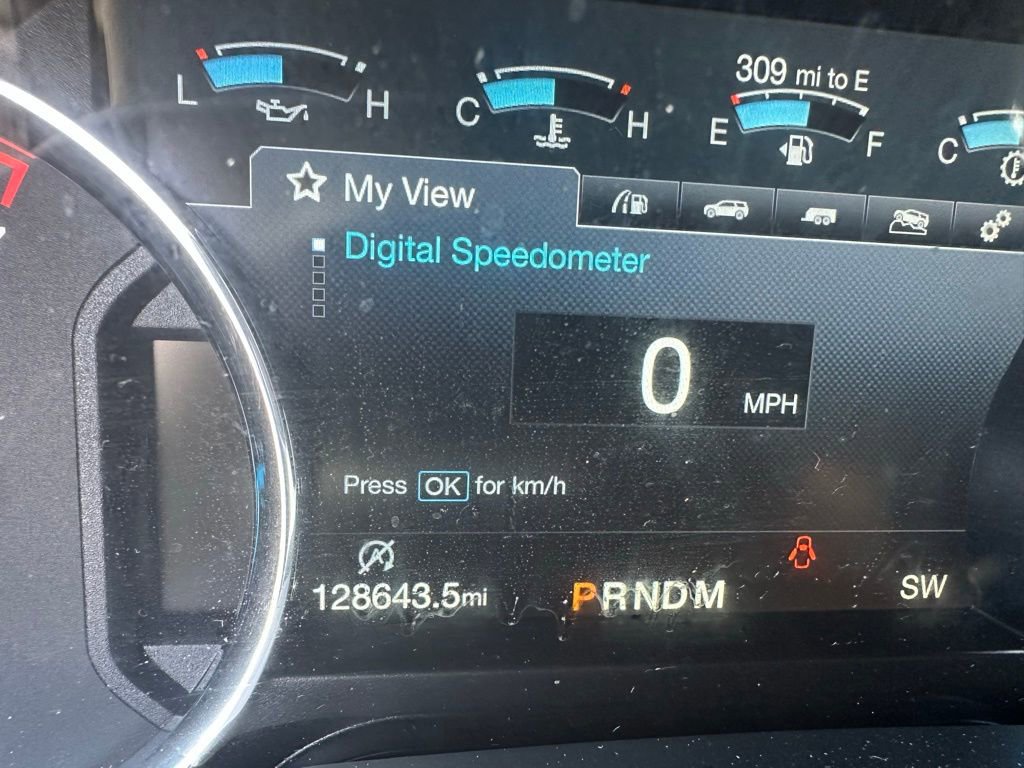 309 mi to E
L H
C H
E F
C
My View
Digital Speedometer
0
MPH
Press OK for km/h
128643.5mi
PRNDM
SW